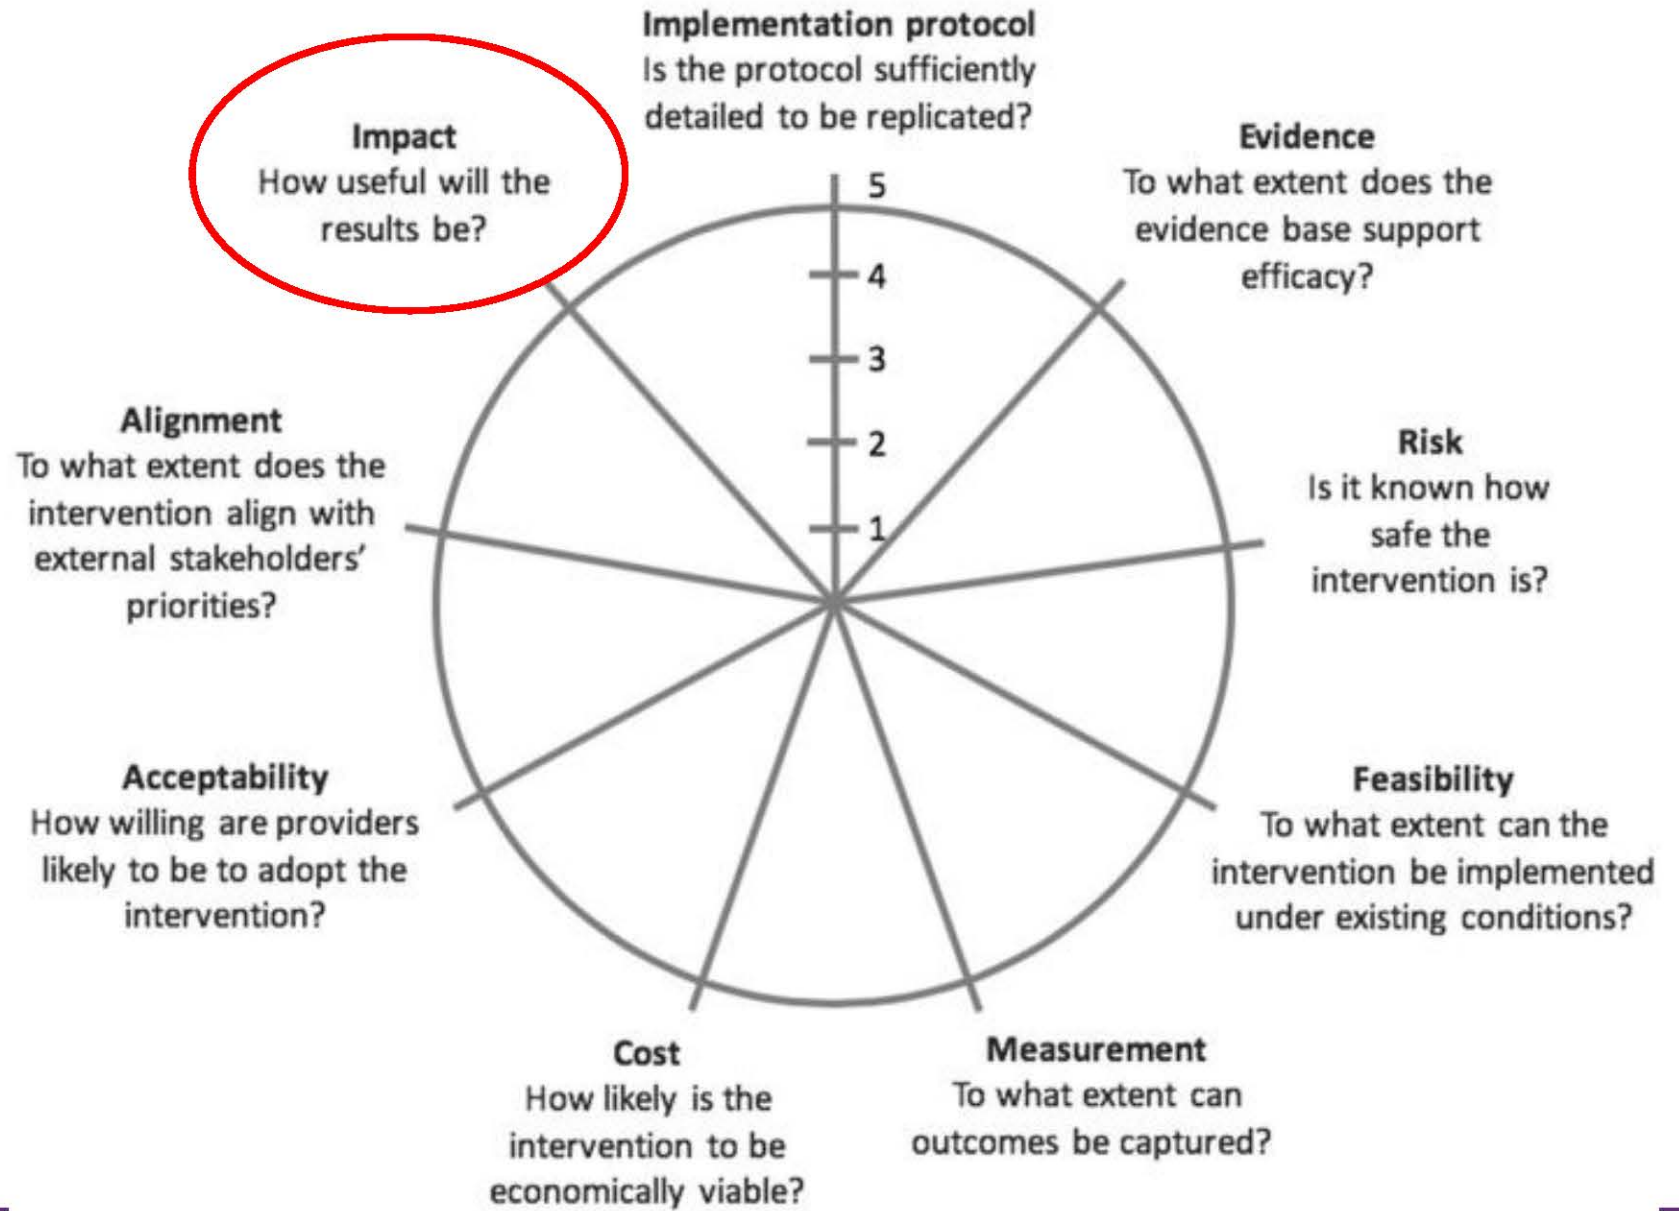 Implementation protocol
Is the protocol sufficiently
detailed to be replicated?
Evidence
To what extent does the
evidence base support
efficacy?
Risk
Is it known how
safe the
intervention is?
Feasibility
To what extent can the
intervention be implemented
under existing conditions?
Measurement
To what extent can
outcomes be captured?
Cost
How likely is the
intervention to be
economically viable?
Acceptability
How willing are providers
likely to be to adopt the
intervention?
Alignment
To what extent does the
intervention align with
external stakeholders’
priorities?
Impact
How useful will the
results be?
5
4
3
2
1